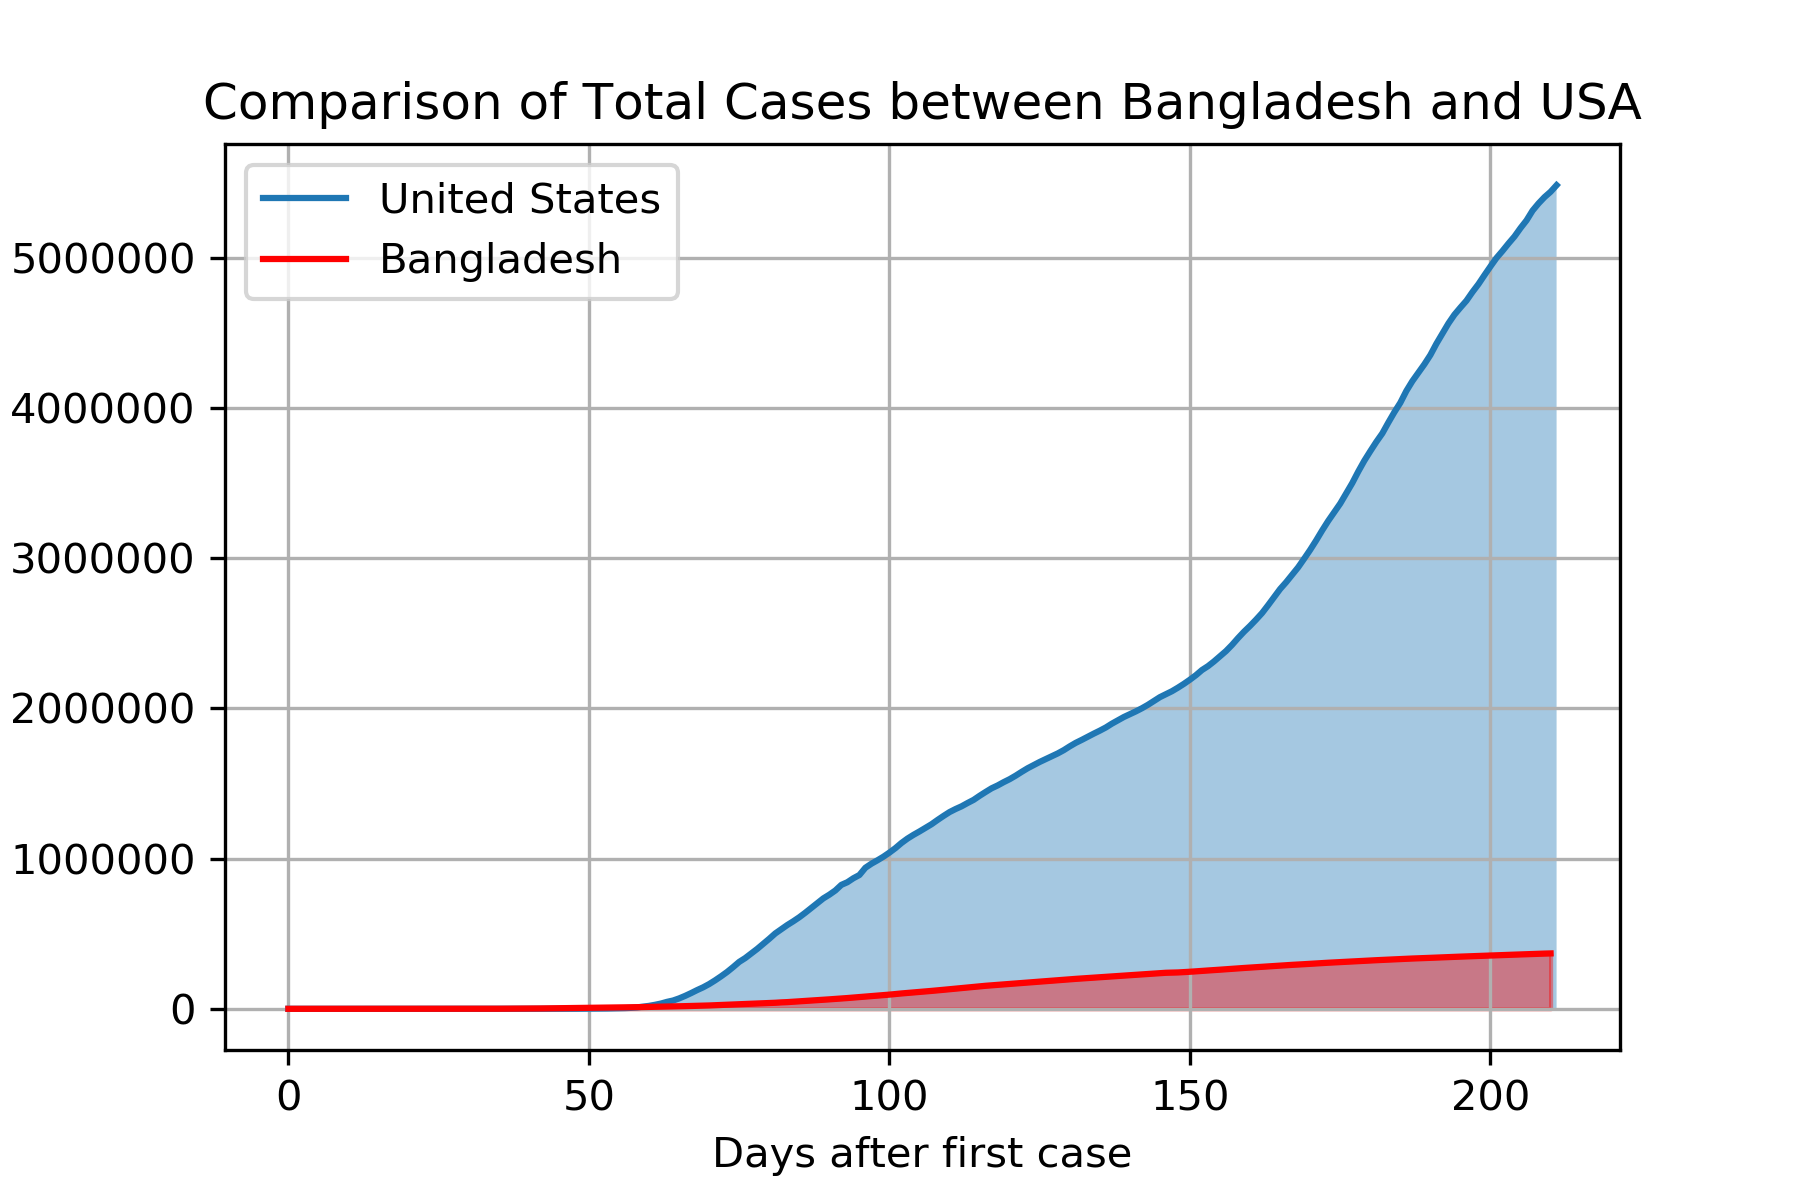 Comparison of Total Cases between Bangladesh and USA
United States
Bangladesh
5000000
4000000
3000000
2000000
1000000
0
0 50 100 150 200
Days after first case